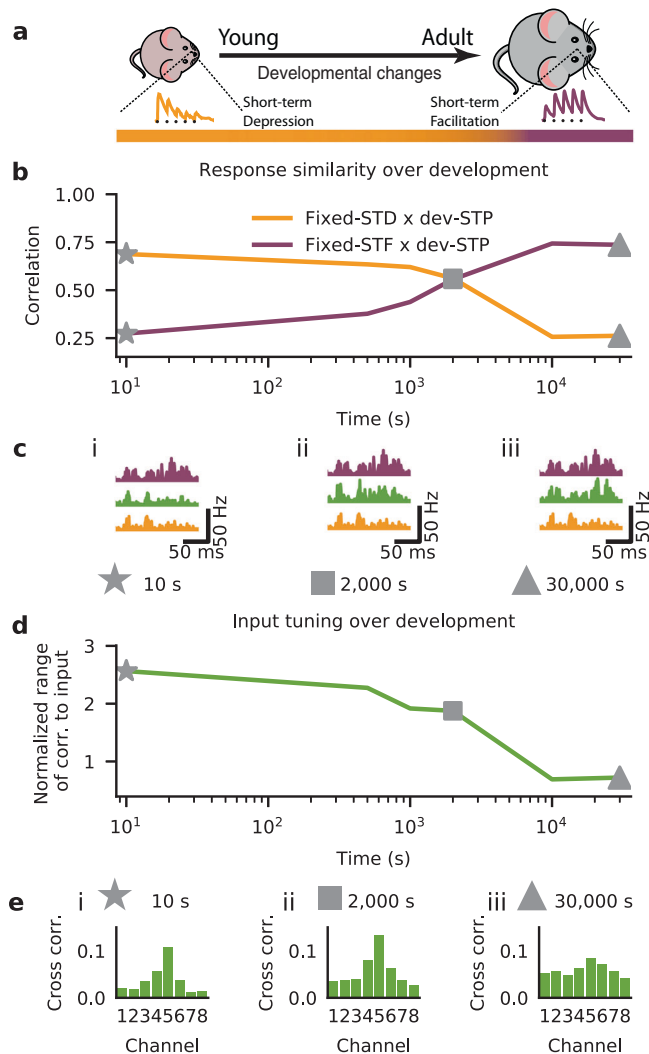 a
Young
Adult
Developmental changes
Short-term
Depression
Short-term
Facilitation
b
Response similarity over development
Correlation
1.00
0.75
0.50
0.25
Fixed-STD x dev-STP
Fixed-STF x dev-STP
10¹
10²
10³
10⁴
Time (s)
c
i
ii
iii
50 Hz
50 ms
50 Hz
50 ms
50 Hz
50 ms
10 s
2,000 s
30,000 s
d
Input tuning over development
Normalized range
of corr. to input
3
2
1
10¹
10²
10³
10⁴
Time (s)
e
i
10 s
ii
2,000 s
iii
30,000 s
Cross corr.
0.1
0.0
12345678
Channel
Cross corr.
0.1
0.0
12345678
Channel
Cross corr.
0.1
0.0
12345678
Channel